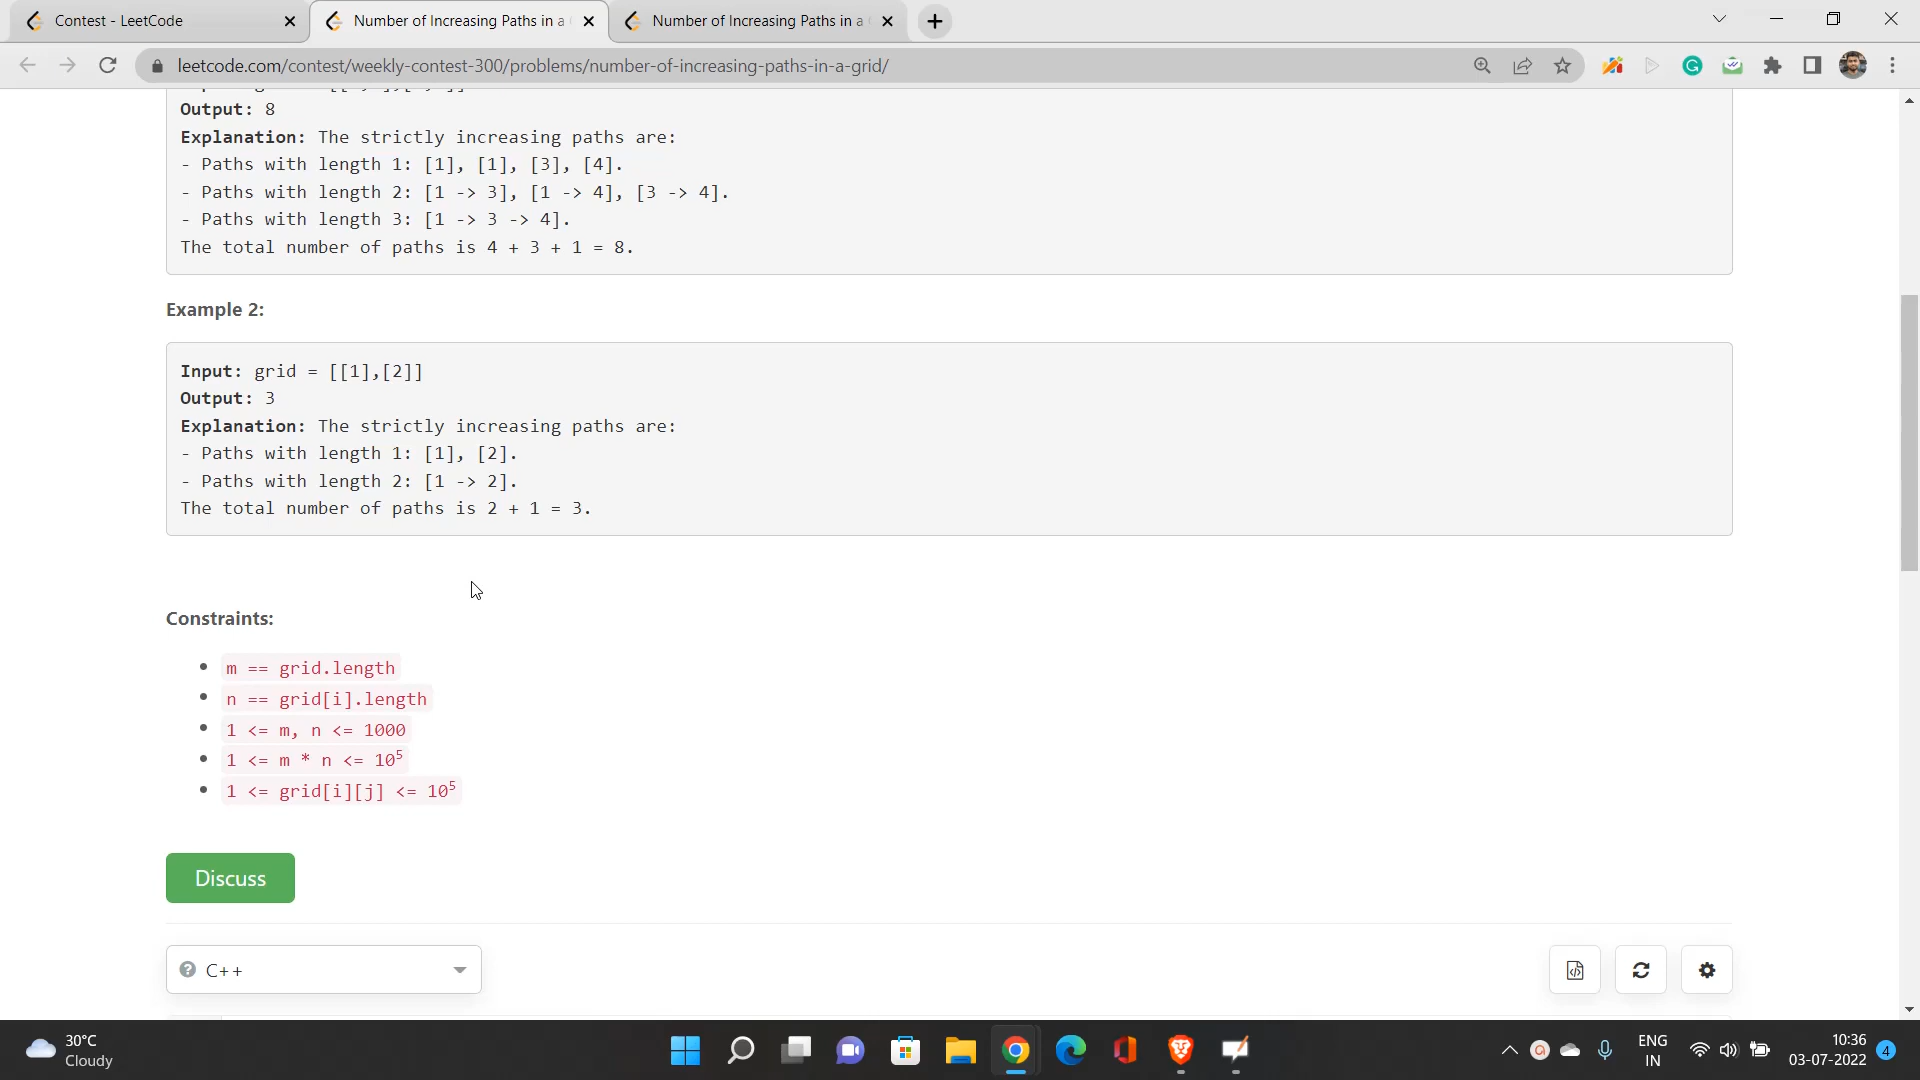 Contest - LeetCode
Number of Increasing Paths in a
Number of Increasing Paths in a
leetcode.com/contest/weekly-contest-300/problems/number-of-increasing-paths-in-a-grid/
Output: 8
Explanation: The strictly increasing paths are:
- Paths with length 1: [1], [1], [3], [4].
- Paths with length 2: [1 -> 3], [1 -> 4], [3 -> 4].
- Paths with length 3: [1 -> 3 -> 4].
The total number of paths is 4 + 3 + 1 = 8.
Example 2:
Input: grid = [[1],[2]]
Output: 3
Explanation: The strictly increasing paths are:
- Paths with length 1: [1], [2].
- Paths with length 2: [1 -> 2].
The total number of paths is 2 + 1 = 3.
Constraints:
m == grid.length
n == grid[i].length
1 <= m, n <= 1000
1 <= m * n <= 10⁵
1 <= grid[i][j] <= 10⁵
Discuss
C++
30°C
Cloudy
ENG
IN
10:36
03-07-2022
4